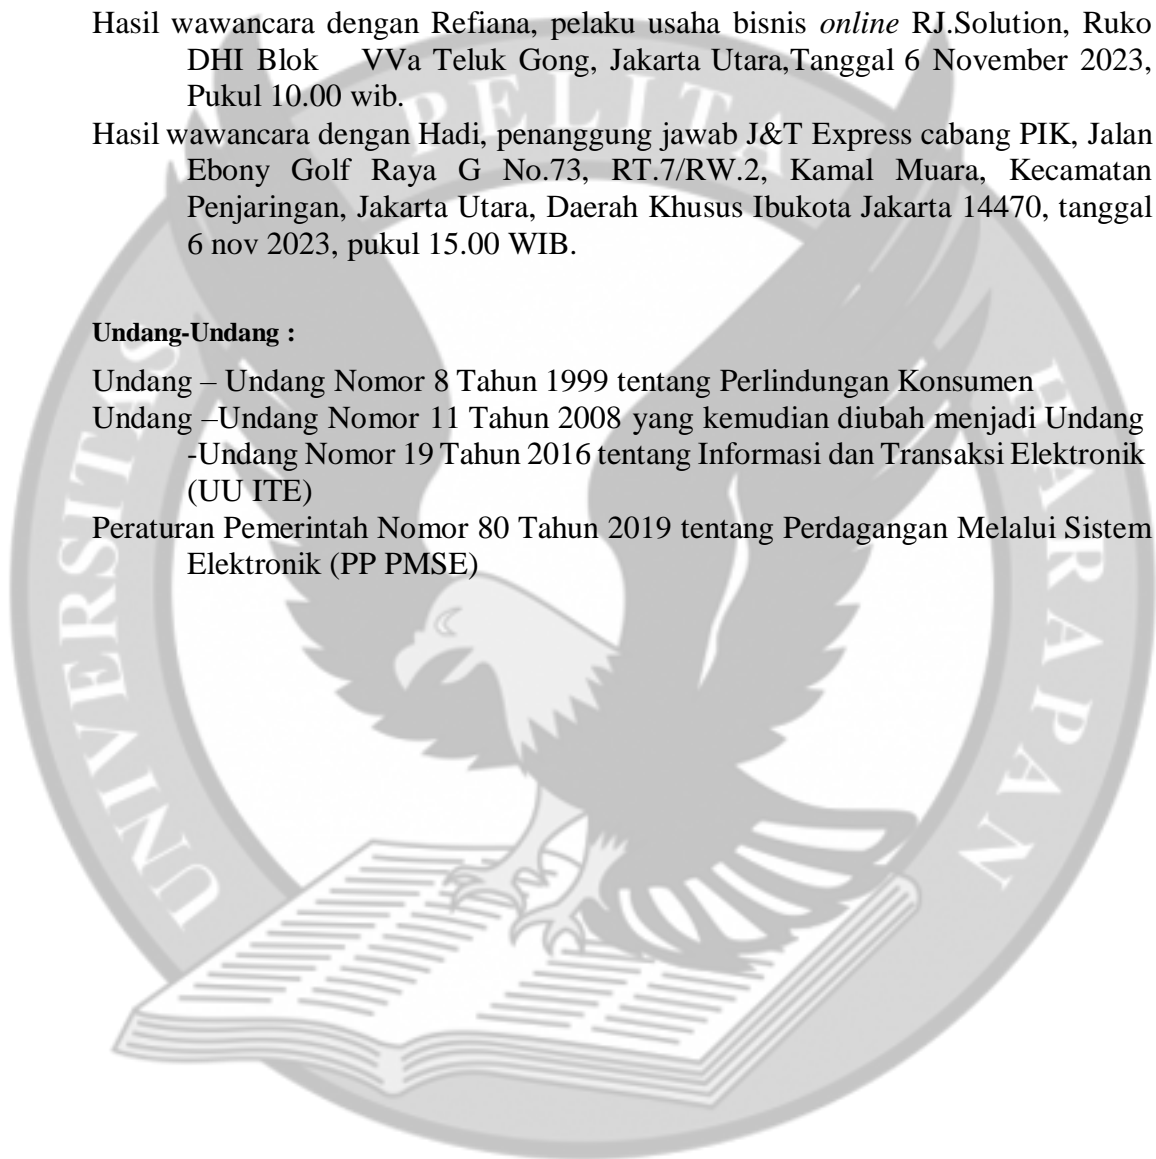 Hasil wawancara dengan Refiana, pelaku usaha bisnis online RJ.Solution, Ruko
DHI Blok VVa Teluk Gong, Jakarta Utara,Tanggal 6 November 2023,
Pukul 10.00 wib.
Hasil wawancara dengan Hadi, penanggung jawab J&T Express cabang PIK, Jalan
Ebony Golf Raya G No.73, RT.7/RW.2, Kamal Muara, Kecamatan
Penjaringan, Jakarta Utara, Daerah Khusus Ibukota Jakarta 14470, tanggal
6 nov 2023, pukul 15.00 WIB.
Undang-Undang :
Undang – Undang Nomor 8 Tahun 1999 tentang Perlindungan Konsumen
Undang –Undang Nomor 11 Tahun 2008 yang kemudian diubah menjadi Undang
-Undang Nomor 19 Tahun 2016 tentang Informasi dan Transaksi Elektronik
(UU ITE)
Peraturan Pemerintah Nomor 80 Tahun 2019 tentang Perdagangan Melalui Sistem
Elektronik (PP PMSE)
UNIVERSITAS PELITA HARAPAN